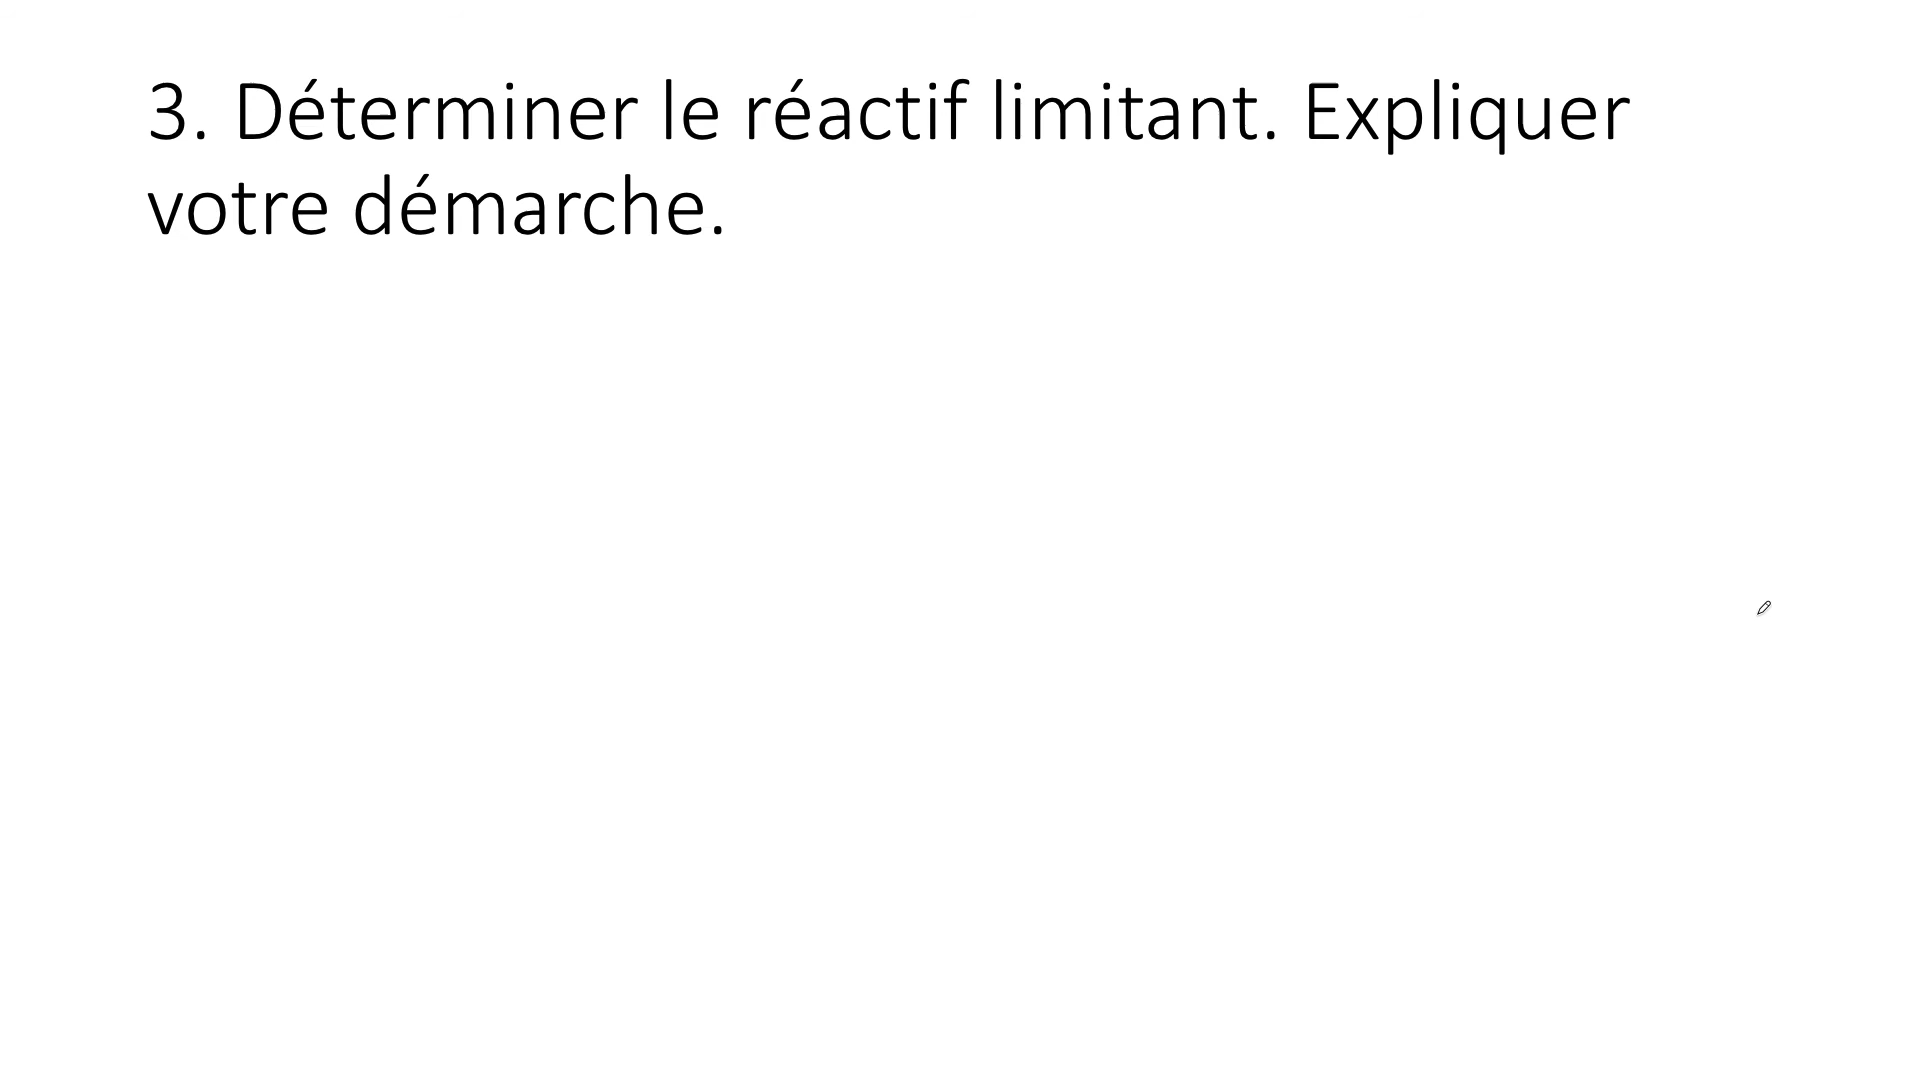 3. Déterminer le réactif limitant. Expliquer
votre démarche.